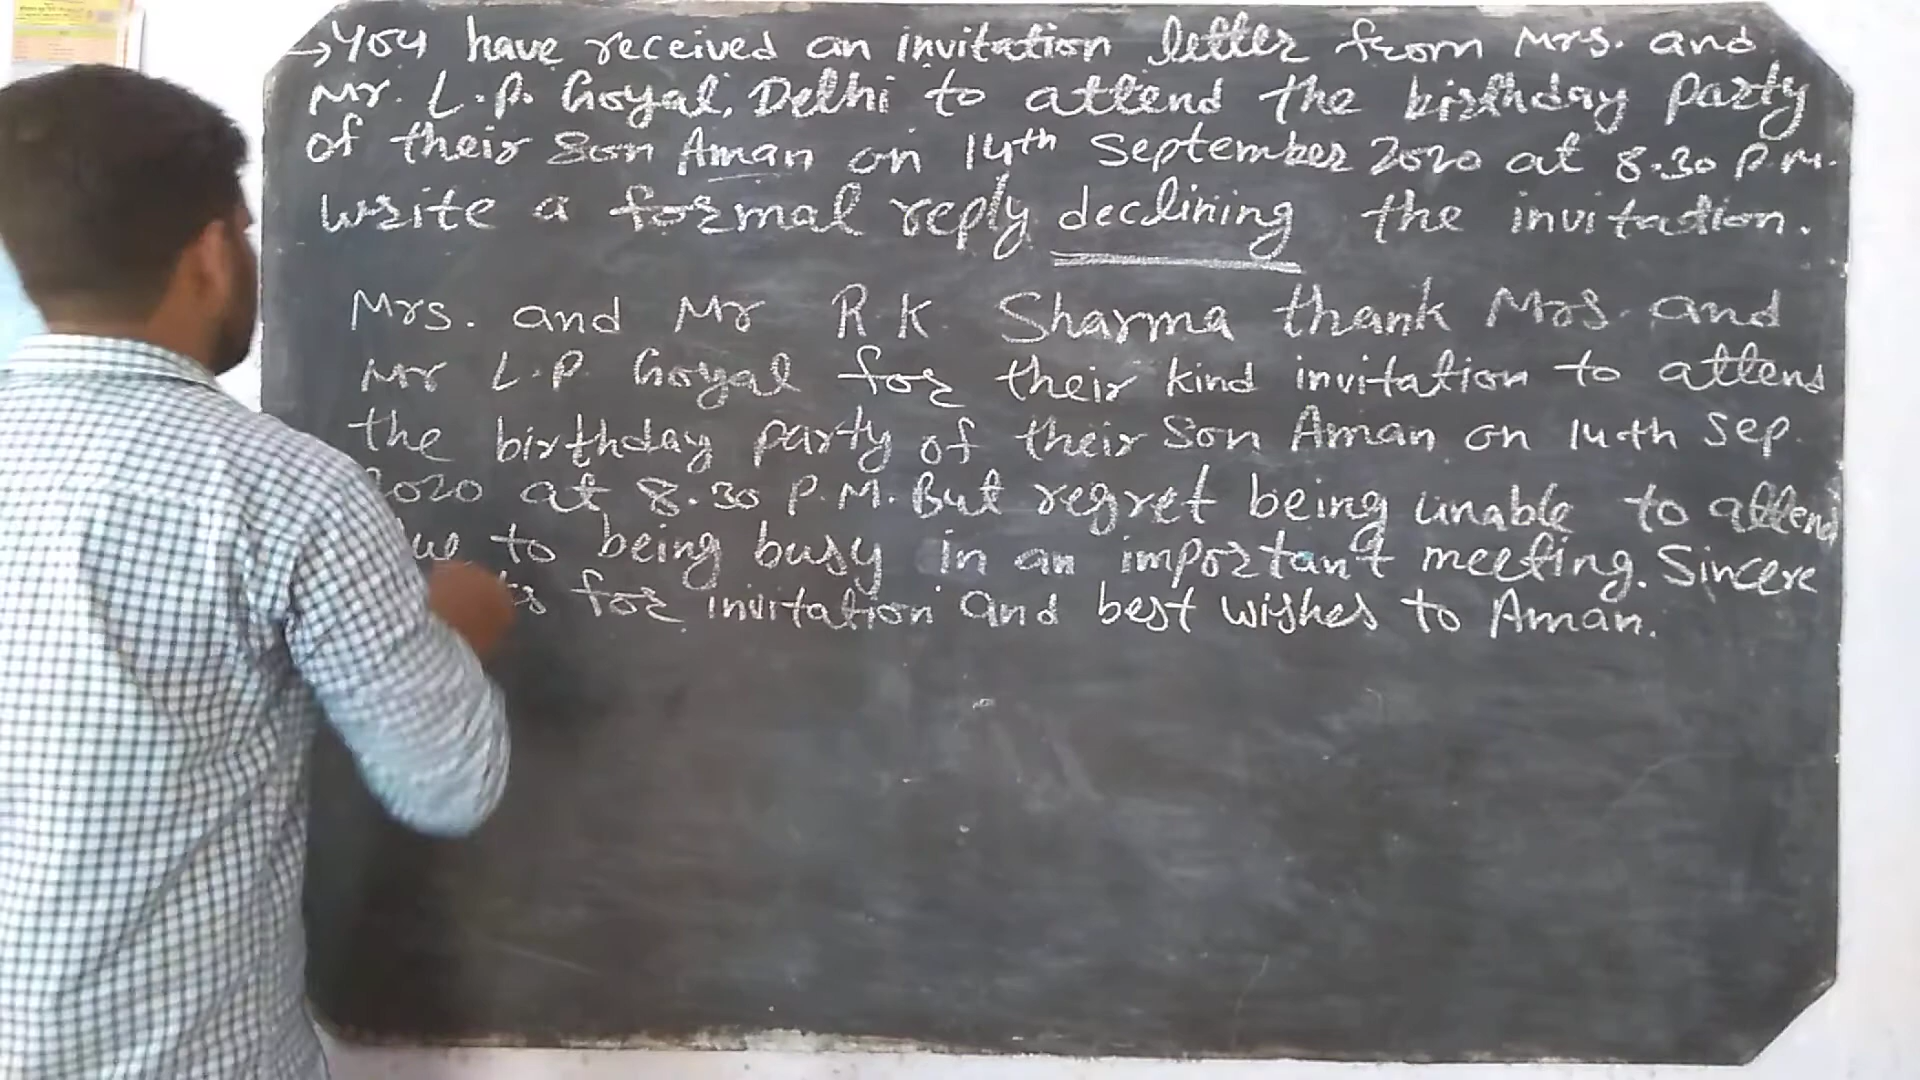 → You have received an invitation letter from Mrs. and
Mr. L.P. Goyal, Delhi to attend the birthday party
of their Son Aman on 14th September 2020 at 8.30 P.M.
write a formal reply declining the invitation.
Mrs. and Mr R.K. Sharma thank Mrs. and
Mr L.P. Goyal for their kind invitation to attend
the birthday party of their Son Aman on 14th Sep.
2020 at 8.30 P.M. But regret being unable to attend
to being busy in an important meeting. Sincere
for invitation and best wishes to Aman.